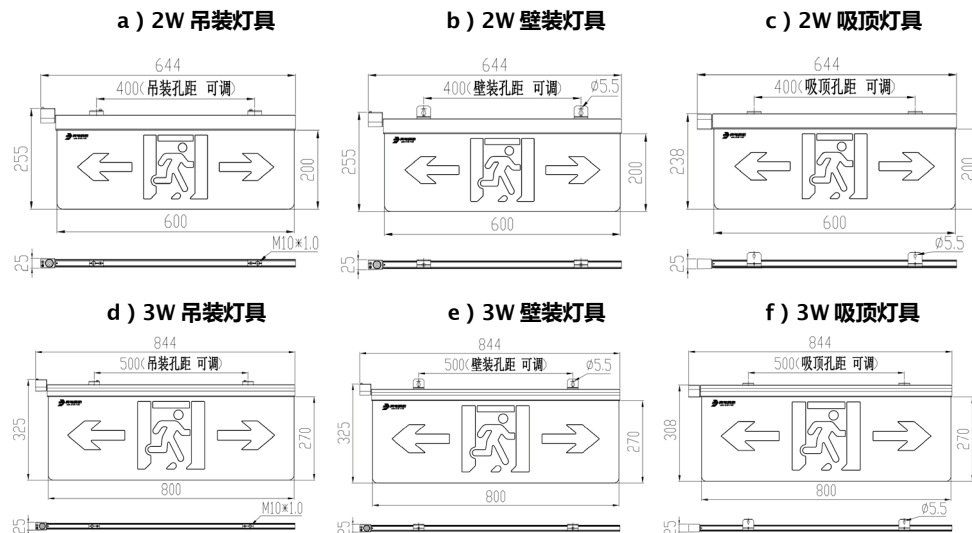 a）2W 吊装灯具
b）2W 壁装灯具
c）2W 吸顶灯具
644
400(吊装孔距 可调)
255
200
600
M10*1.0
25
644
400(壁装孔距 可调)
Ø5.5
255
200
600
25
644
400(吸顶孔距 可调)
238
200
600
Ø5.5
25
d）3W 吊装灯具
e）3W 壁装灯具
f）3W 吸顶灯具
844
500(吊装孔距 可调)
325
270
800
M10*1.0
25
844
500(壁装孔距 可调)
Ø5.5
325
270
800
25
844
500(吸顶孔距 可调)
308
270
800
Ø5.5
25